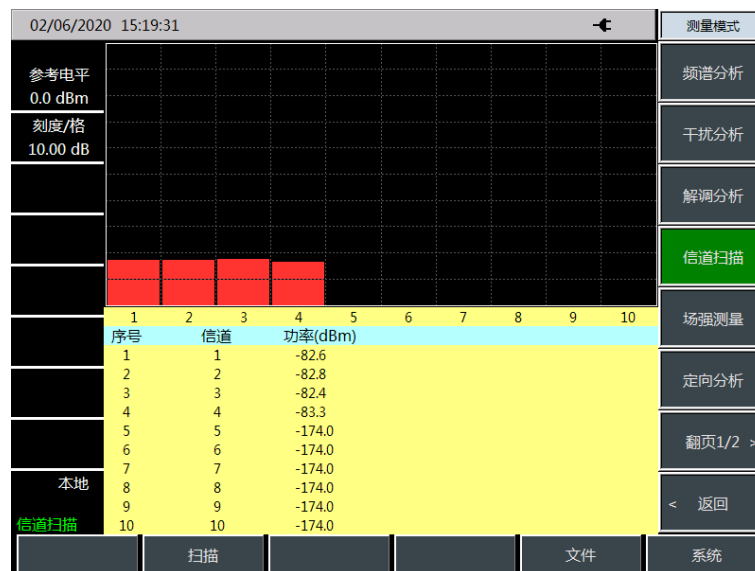 02/06/2020 15:19:31
测量模式
参考电平
0.0 dBm
刻度/格
10.00 dB
频谱分析
干扰分析
解调分析
信道扫描
场强测量
定向分析
翻页1/2 >
< 返回
1 2 3 4 5 6 7 8 9 10
序号 信道 功率(dBm)
1 1 -82.6
2 2 -82.8
3 3 -82.4
4 4 -83.3
5 5 -174.0
6 6 -174.0
7 7 -174.0
8 8 -174.0
9 9 -174.0
10 10 -174.0
本地
信道扫描
扫描 文件 系统